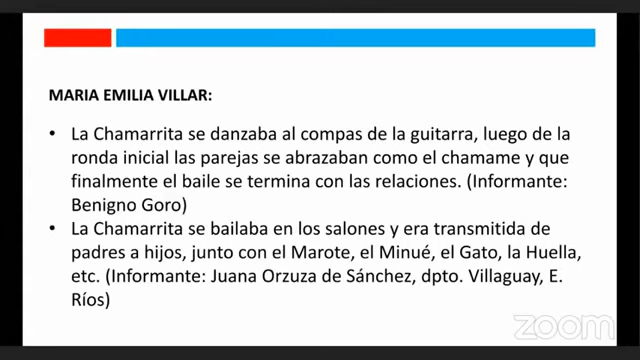 MARIA EMILIA VILLAR:
• La Chamarrita se danzaba al compas de la guitarra, luego de la
ronda inicial las parejas se abrazaban como el chamame y que
finalmente el baile se termina con las relaciones. (Informante:
Benigno Goro)
• La Chamarrita se bailaba en los salones y era transmitida de
padres a hijos, junto con el Marote, el Minué, el Gato, la Huella,
etc. (Informante: Juana Orzuza de Sánchez, dpto. Villaguay, E.
Ríos)
zoom